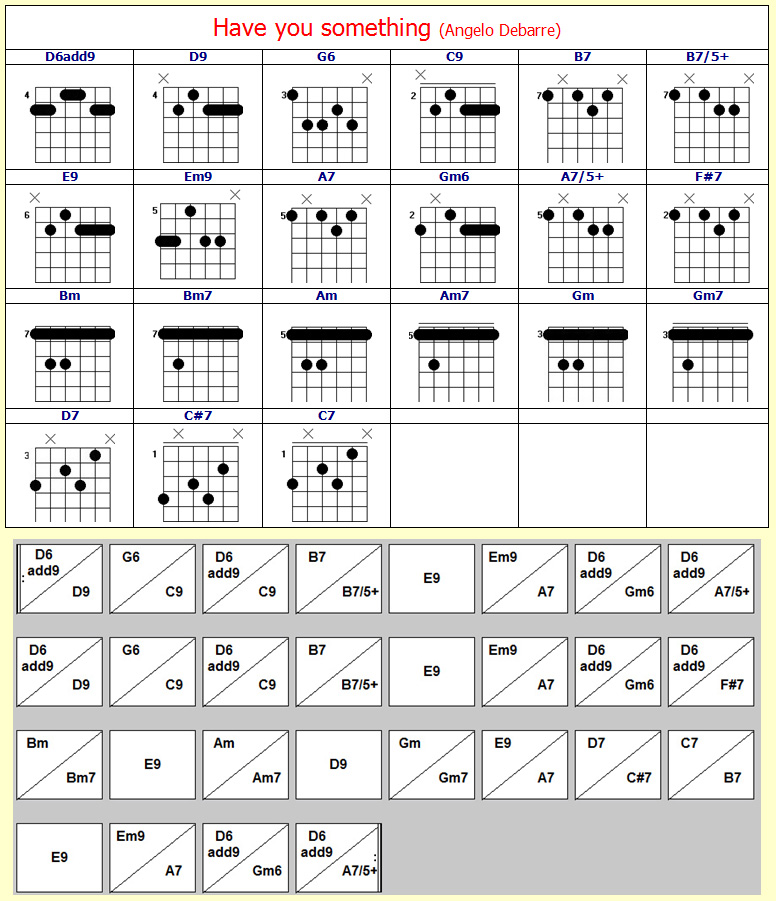 Have you something (Angelo Debarre)
D6add9 D9 G6 C9 B7 B7/5+
× × × × × × × ×
4 4 3 2 7 7
E9 Em9 A7 Gm6 A7/5+ F#7
× × × × × × × × ×
6 5 5 2 5 2
Bm Bm7 Am Am7 Gm Gm7
7 7 5 5 3 3
D7 C#7 C7
× × × × × ×
3 1 1
D6 add9 D9 G6 C9 D6 add9 C9 B7 B7/5+ E9 Em9 A7 D6 add9 Gm6 D6 add9 A7/5+
D6 add9 D9 G6 C9 D6 add9 C9 B7 B7/5+ E9 Em9 A7 D6 add9 Gm6 D6 add9 F#7
Bm Bm7 E9 Am Am7 D9 Gm Gm7 E9 A7 D7 C#7 C7 B7
E9 Em9 A7 D6 add9 Gm6 D6 add9 A7/5+